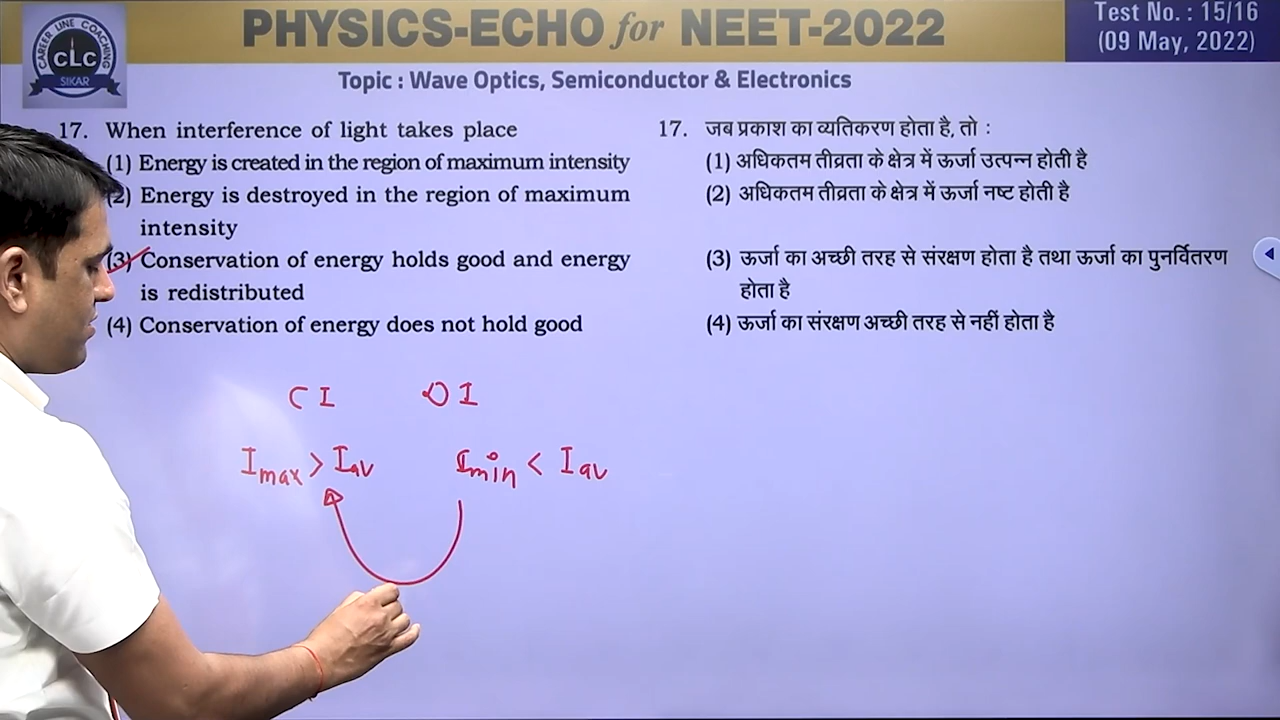 PHYSICS-ECHO for NEET-2022
Test No. : 15/16
(09 May, 2022)
CAREER LINE COACHING
CLC
SIKAR
Topic : Wave Optics, Semiconductor & Electronics
17. When interference of light takes place
(1) Energy is created in the region of maximum intensity
(2) Energy is destroyed in the region of maximum
intensity
(3) Conservation of energy holds good and energy
is redistributed
(4) Conservation of energy does not hold good
17. जब प्रकाश का व्यतिकरण होता है, तो :
(1) अधिकतम तीव्रता के क्षेत्र में ऊर्जा उत्पन्न होती है
(2) अधिकतम तीव्रता के क्षेत्र में ऊर्जा नष्ट होती है
(3) ऊर्जा का अच्छी तरह से संरक्षण होता है तथा ऊर्जा का पुनर्वितरण
होता है
(4) ऊर्जा का संरक्षण अच्छी तरह से नहीं होता है
CI DI
Imax > Iav Imin < Iav